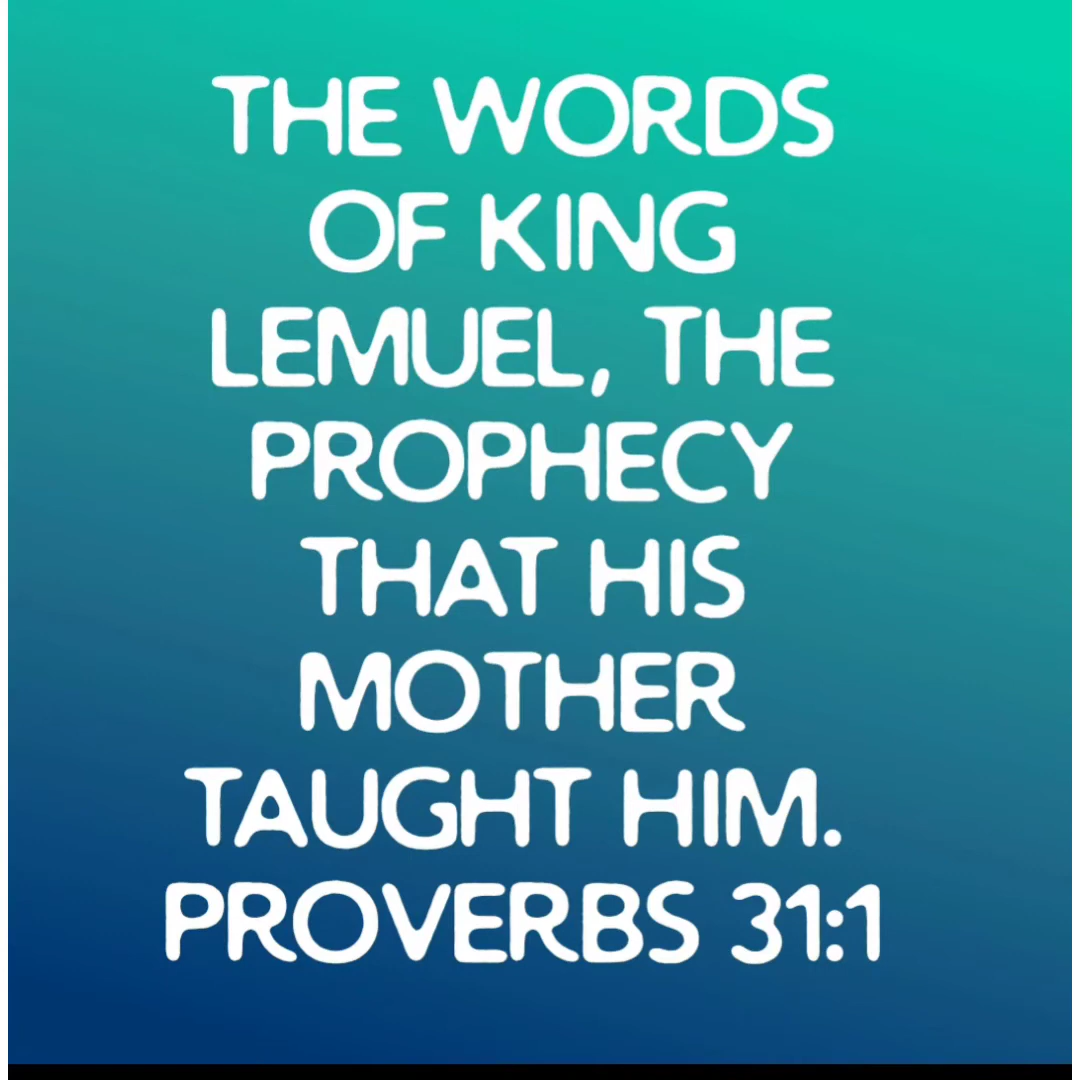 THE WORDS
OF KING
LEMUEL, THE
PROPHECY
THAT HIS
MOTHER
TAUGHT HIM.
PROVERBS 31:1